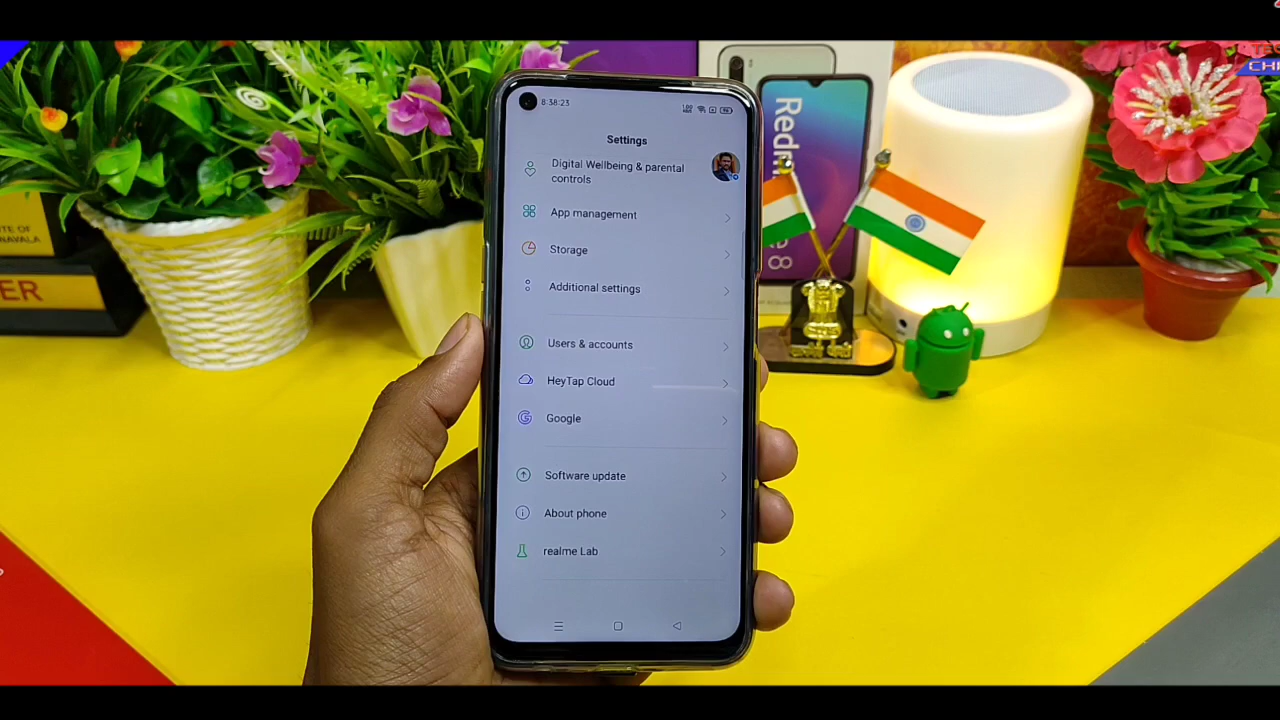 8:38:23
Settings
Digital Wellbeing & parental
controls
App management
Storage
Additional settings
Users & accounts
HeyTap Cloud
Google
Software update
About phone
realme Lab
8